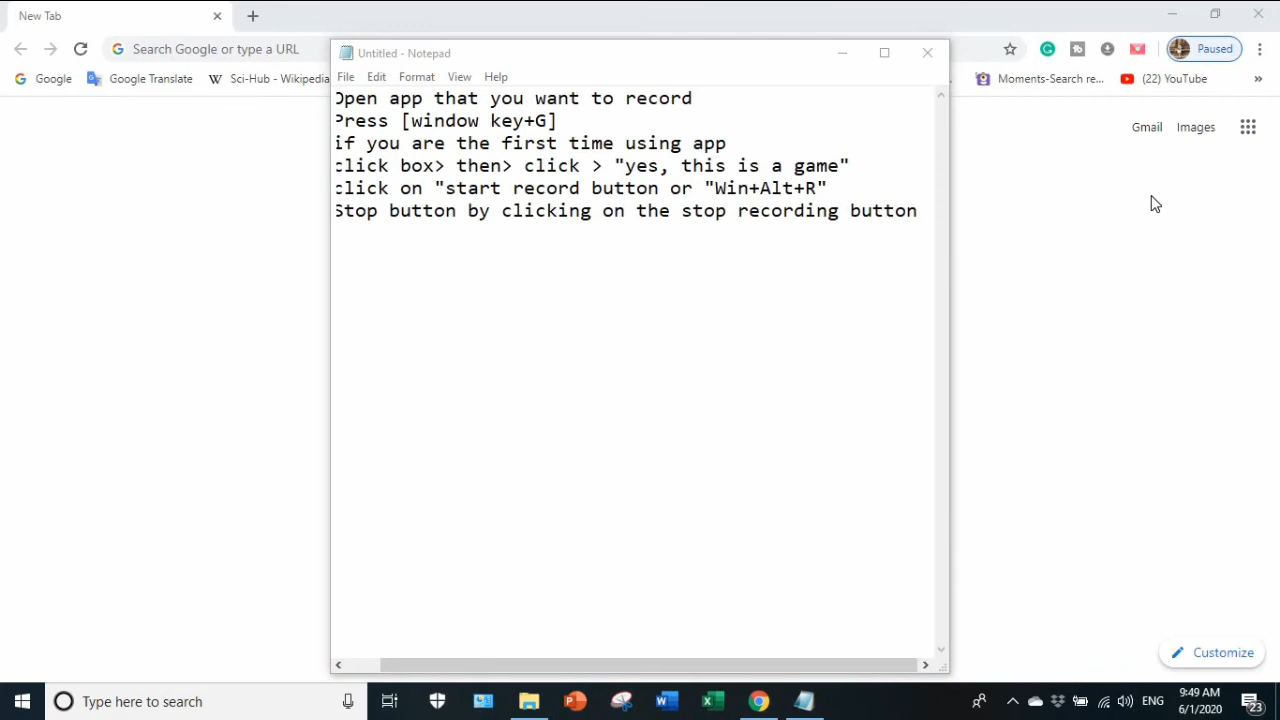 New Tab
Search Google or type a URL
Paused
Google
Google Translate
Sci-Hub - Wikipedia
Moments-Search re...
(22) YouTube
Untitled - Notepad
File Edit Format View Help
Open app that you want to record
Press [window key+G]
if you are the first time using app
click box> then> click > "yes, this is a game"
click on "start record button or "Win+Alt+R"
Stop button by clicking on the stop recording button
Gmail Images
Customize
Type here to search
ENG
9:49 AM
6/1/2020
23